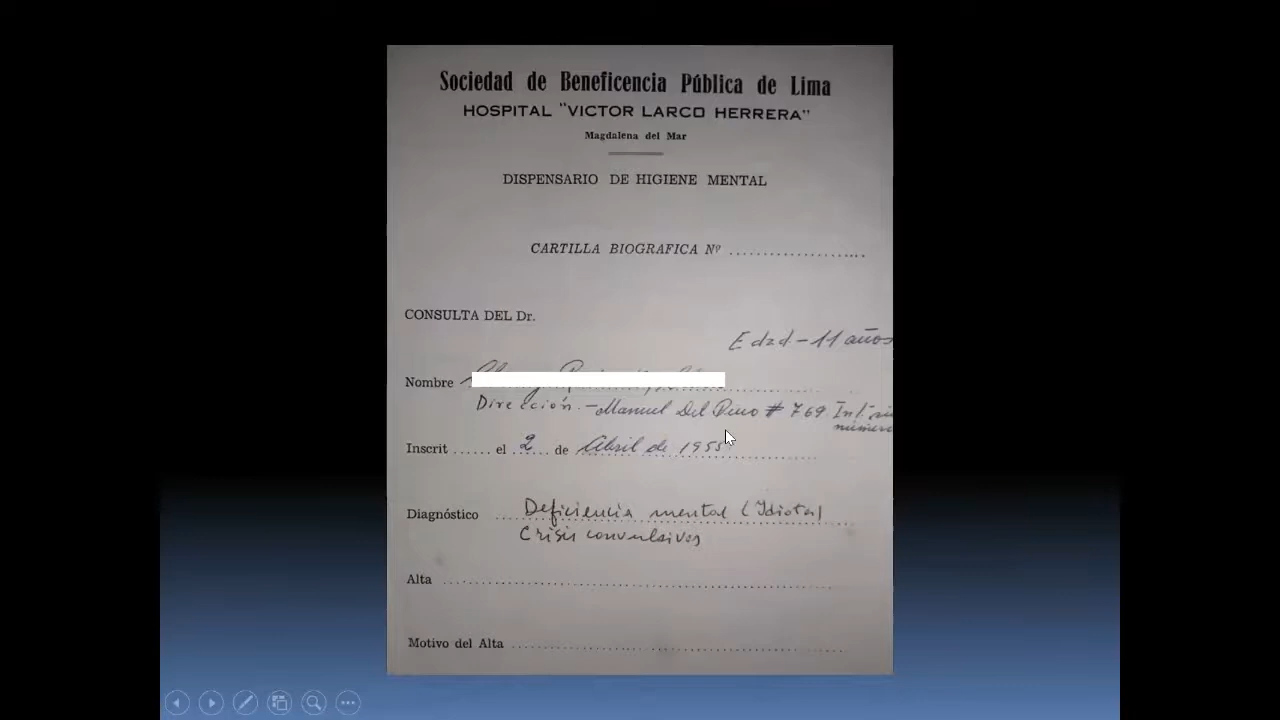 Sociedad de Beneficencia Pública de Lima
HOSPITAL "VICTOR LARCO HERRERA"
Magdalena del Mar
DISPENSARIO DE HIGIENE MENTAL
CARTILLA BIOGRAFICA Nº ....................
CONSULTA DEL Dr.
Edad - 11 años
Nombre
Dirección. - Manuel Del Pino # 769 Int.
número
Inscrit ...... el 2 de Abril de 1955
Diagnóstico Deficiencia mental (Idiota)
Crisis convulsivas
Alta
Motivo del Alta